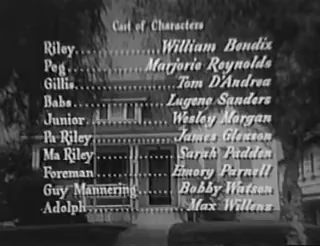 Cast of Characters
Riley..............William Bendix
Peg..............Marjorie Reynolds
Gillis..............Tom D'Andrea
Babs..............Lugene Sanders
Junior..............Wesley Morgan
Pa Riley..............James Gleason
Ma Riley..............Sarah Padden
Foreman..............Emory Parnell
Guy Mannering......Bobby Watson
Adolph..............Max Willenz